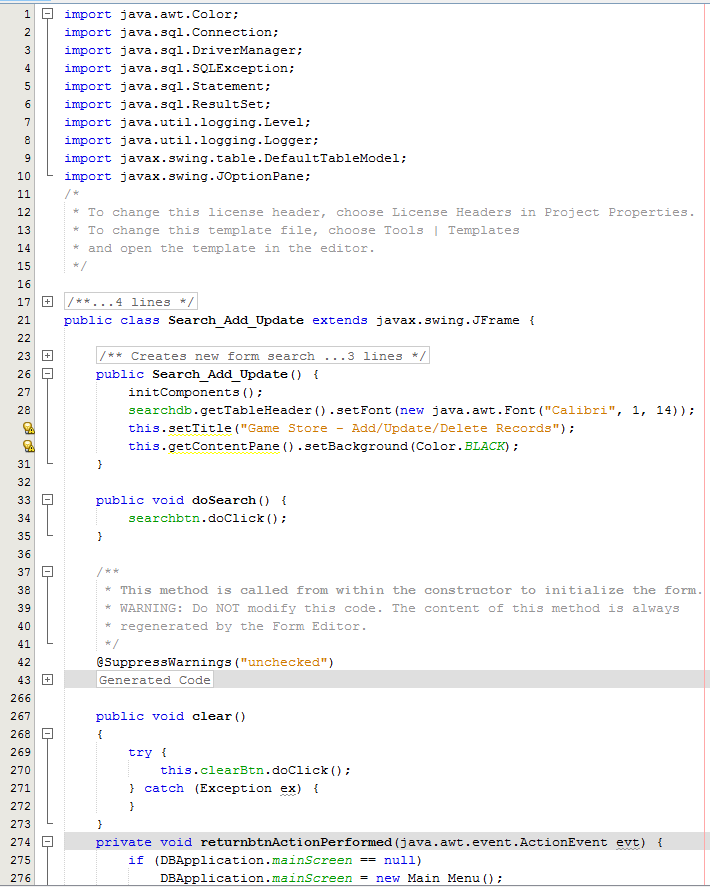 1 import java.awt.Color;
2 import java.sql.Connection;
3 import java.sql.DriverManager;
4 import java.sql.SQLException;
5 import java.sql.Statement;
6 import java.sql.ResultSet;
7 import java.util.logging.Level;
8 import java.util.logging.Logger;
9 import javax.swing.table.DefaultTableModel;
10 import javax.swing.JOptionPane;
11 /*
12 * To change this license header, choose License Headers in Project Properties.
13 * To change this template file, choose Tools | Templates
14 * and open the template in the editor.
15 */
16
17 /**...4 lines */
21 public class Search_Add_Update extends javax.swing.JFrame {
22
23 /** Creates new form search ...3 lines */
26 public Search_Add_Update() {
27 initComponents();
28 searchdb.getTableHeader().setFont(new java.awt.Font("Calibri", 1, 14));
this.setTitle("Game Store - Add/Update/Delete Records");
this.getContentPane().setBackground(Color.BLACK);
31 }
32
33 public void doSearch() {
34 searchbtn.doClick();
35 }
36
37 /**
38 * This method is called from within the constructor to initialize the form.
39 * WARNING: Do NOT modify this code. The content of this method is always
40 * regenerated by the Form Editor.
41 */
42 @SuppressWarnings("unchecked")
43 Generated Code
266
267 public void clear()
268 {
269 try {
270 this.clearBtn.doClick();
271 } catch (Exception ex) {
272 }
273 }
274 private void returnbtnActionPerformed(java.awt.event.ActionEvent evt) {
275 if (DBApplication.mainScreen == null)
276 DBApplication.mainScreen = new Main_Menu();